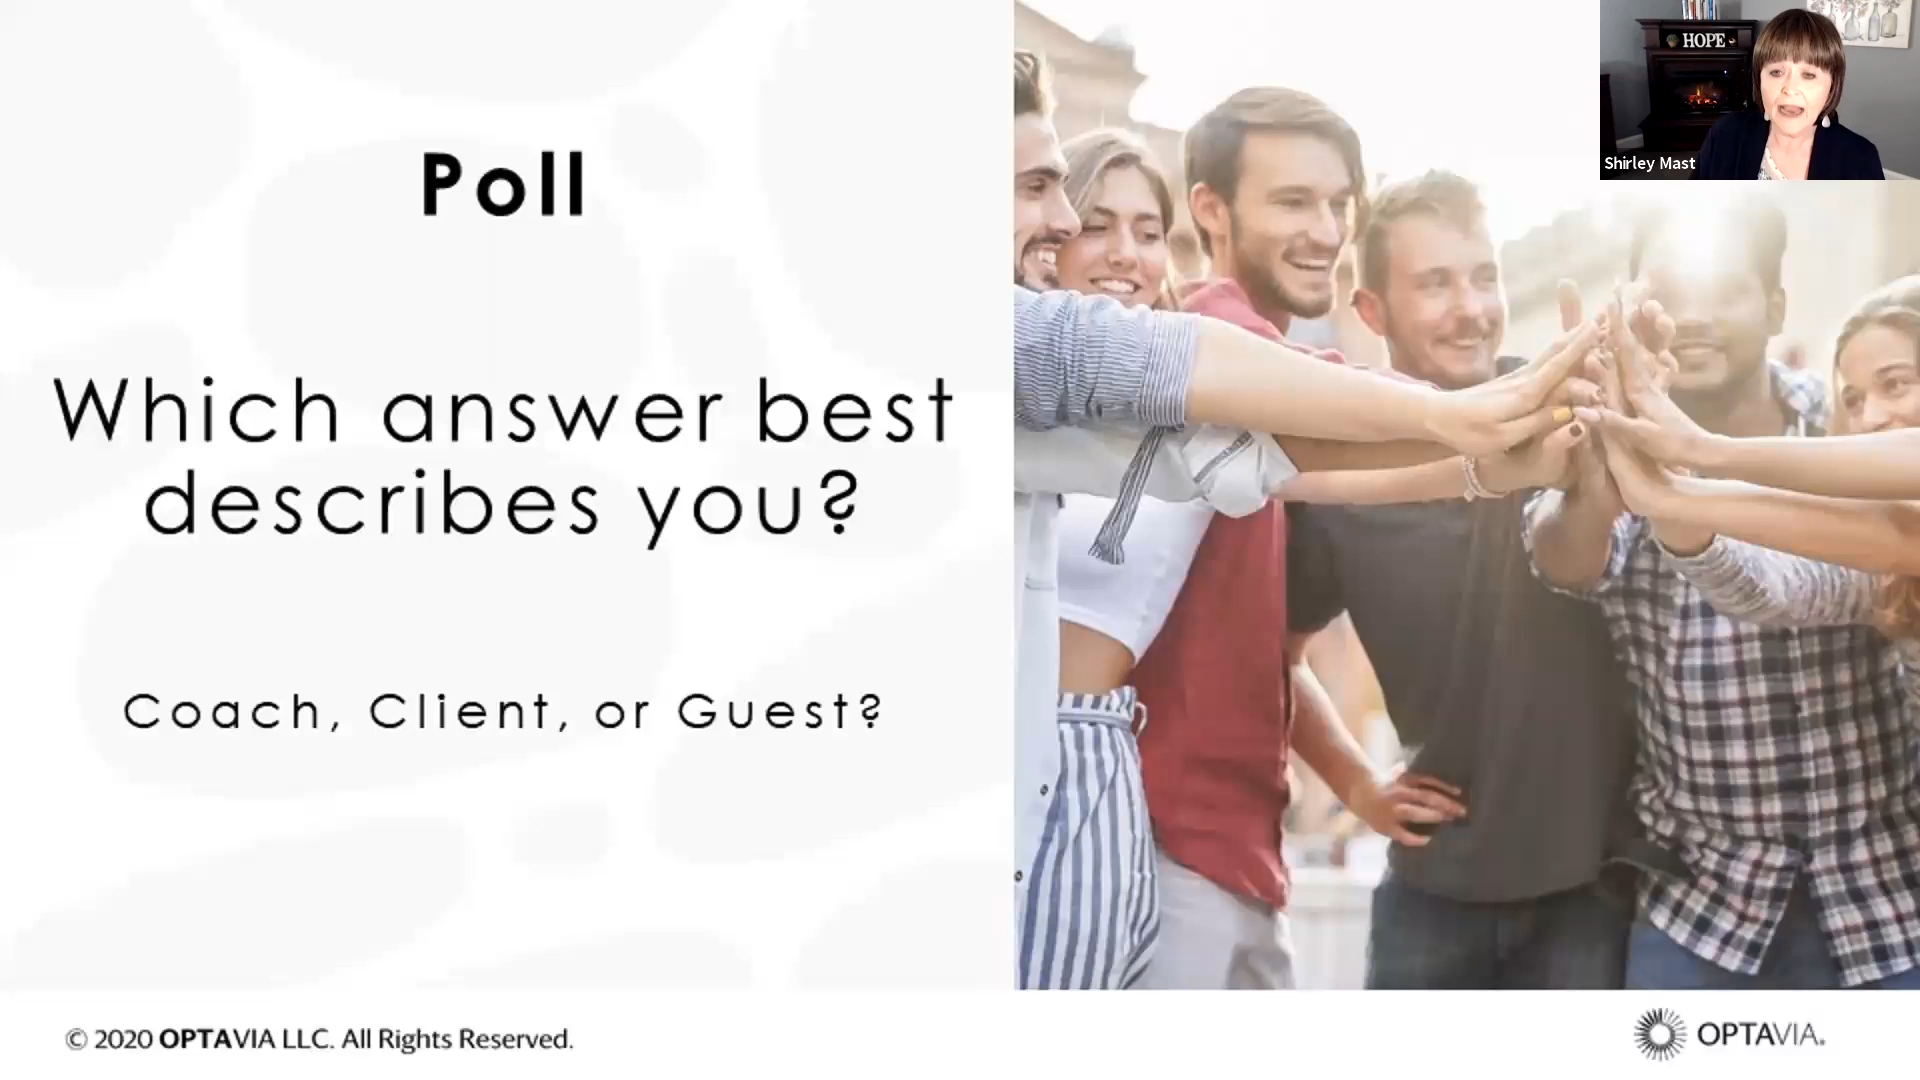 Poll
Which answer best
describes you?
Coach, Client, or Guest?
HOPE
Shirley Mast
© 2020 OPTAVIA LLC. All Rights Reserved.
OPTAVIA.